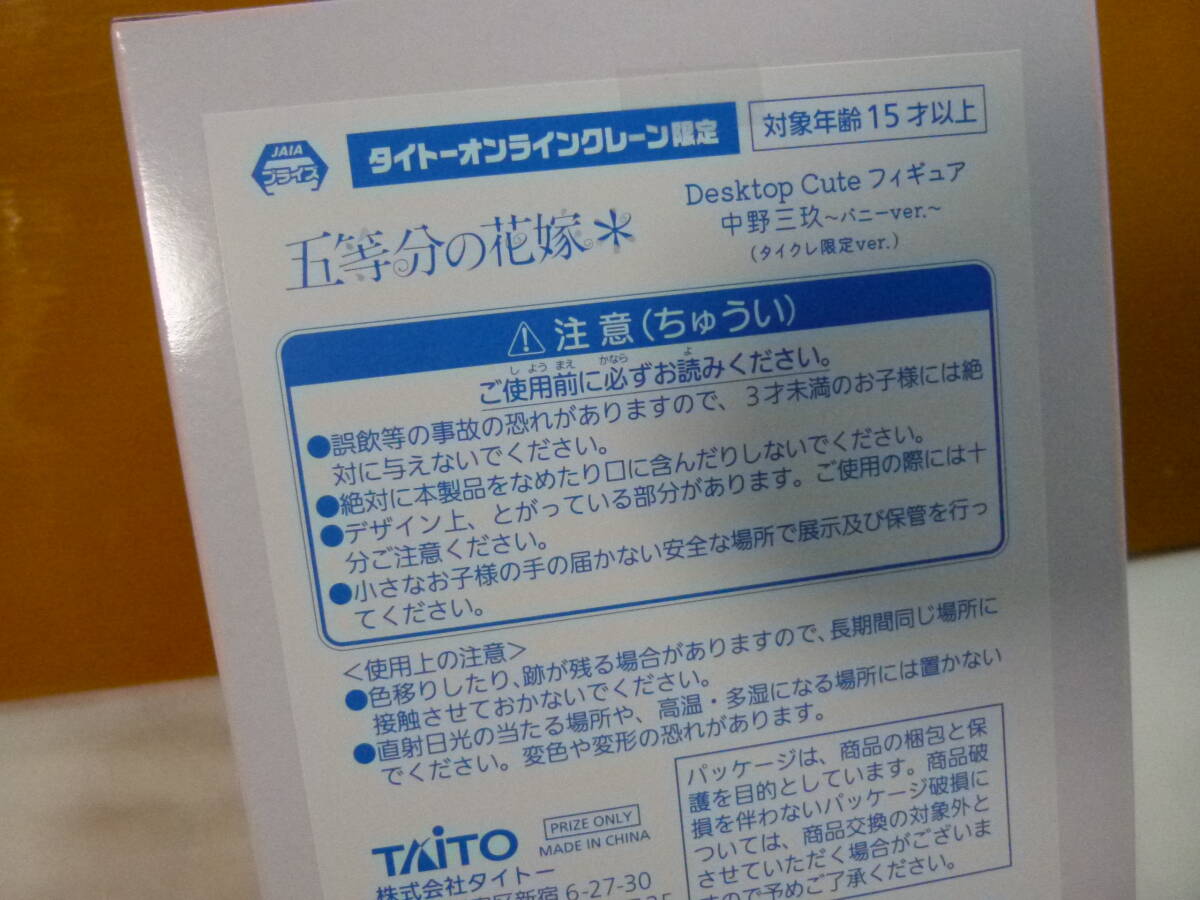 JAIA
プライズ
タイトーオンラインクレーン限定
対象年齢15才以上
五等分の花嫁＊
Desktop Cute フィギュア
中野三玖～バニーver.～
(タイクレ限定ver.)
⚠注意(ちゅうい)
しようまえ かなら よ
ご使用前に必ずお読みください。
●誤飲等の事故の恐れがありますので、3才未満のお子様には絶
対に与えないでください。
●絶対に本製品をなめたり口に含んだりしないでください。
●デザイン上、とがっている部分があります。ご使用の際には十
分ご注意ください。
●小さなお子様の手の届かない安全な場所で展示及び保管を行っ
てください。
＜使用上の注意＞
●色移りしたり、跡が残る場合がありますので、長期間同じ場所に
接触させておかないでください。
●直射日光の当たる場所や、高温・多湿になる場所には置かない
でください。変色や変形の恐れがあります。
TAITO
PRIZE ONLY
MADE IN CHINA
株式会社タイトー
区新宿6-27-30
パッケージは、商品の梱包と保
護を目的としています。商品破
損を伴わないパッケージ破損に
ついては、商品交換の対象外と
させていただく場合がございま
すので予めご了承ください。